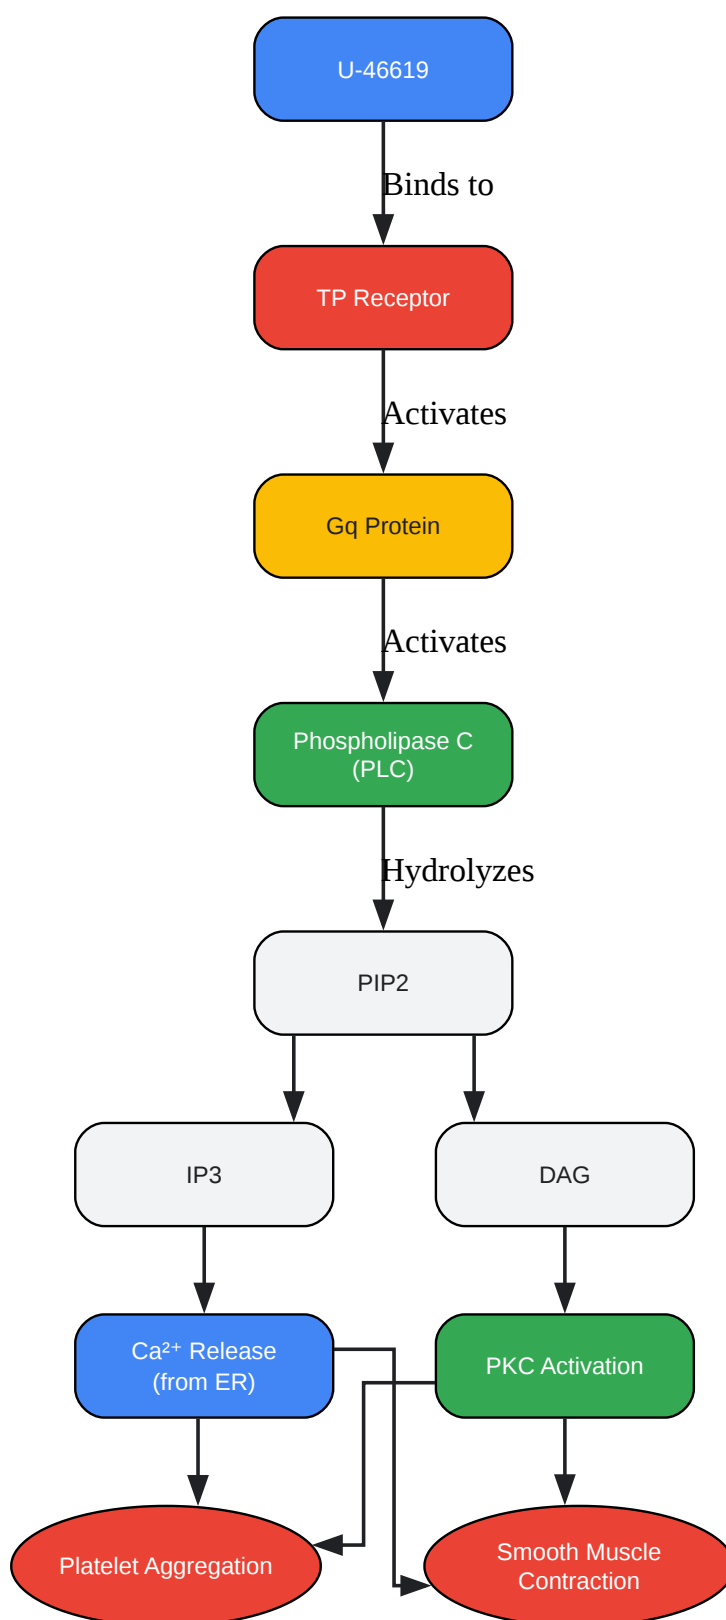 U-46619
Binds to
TP Receptor
Activates
Gq Protein
Activates
Phospholipase C
(PLC)
Hydrolyzes
PIP2
IP3
DAG
Ca²⁺ Release
(from ER)
PKC Activation
Platelet Aggregation
Smooth Muscle
Contraction